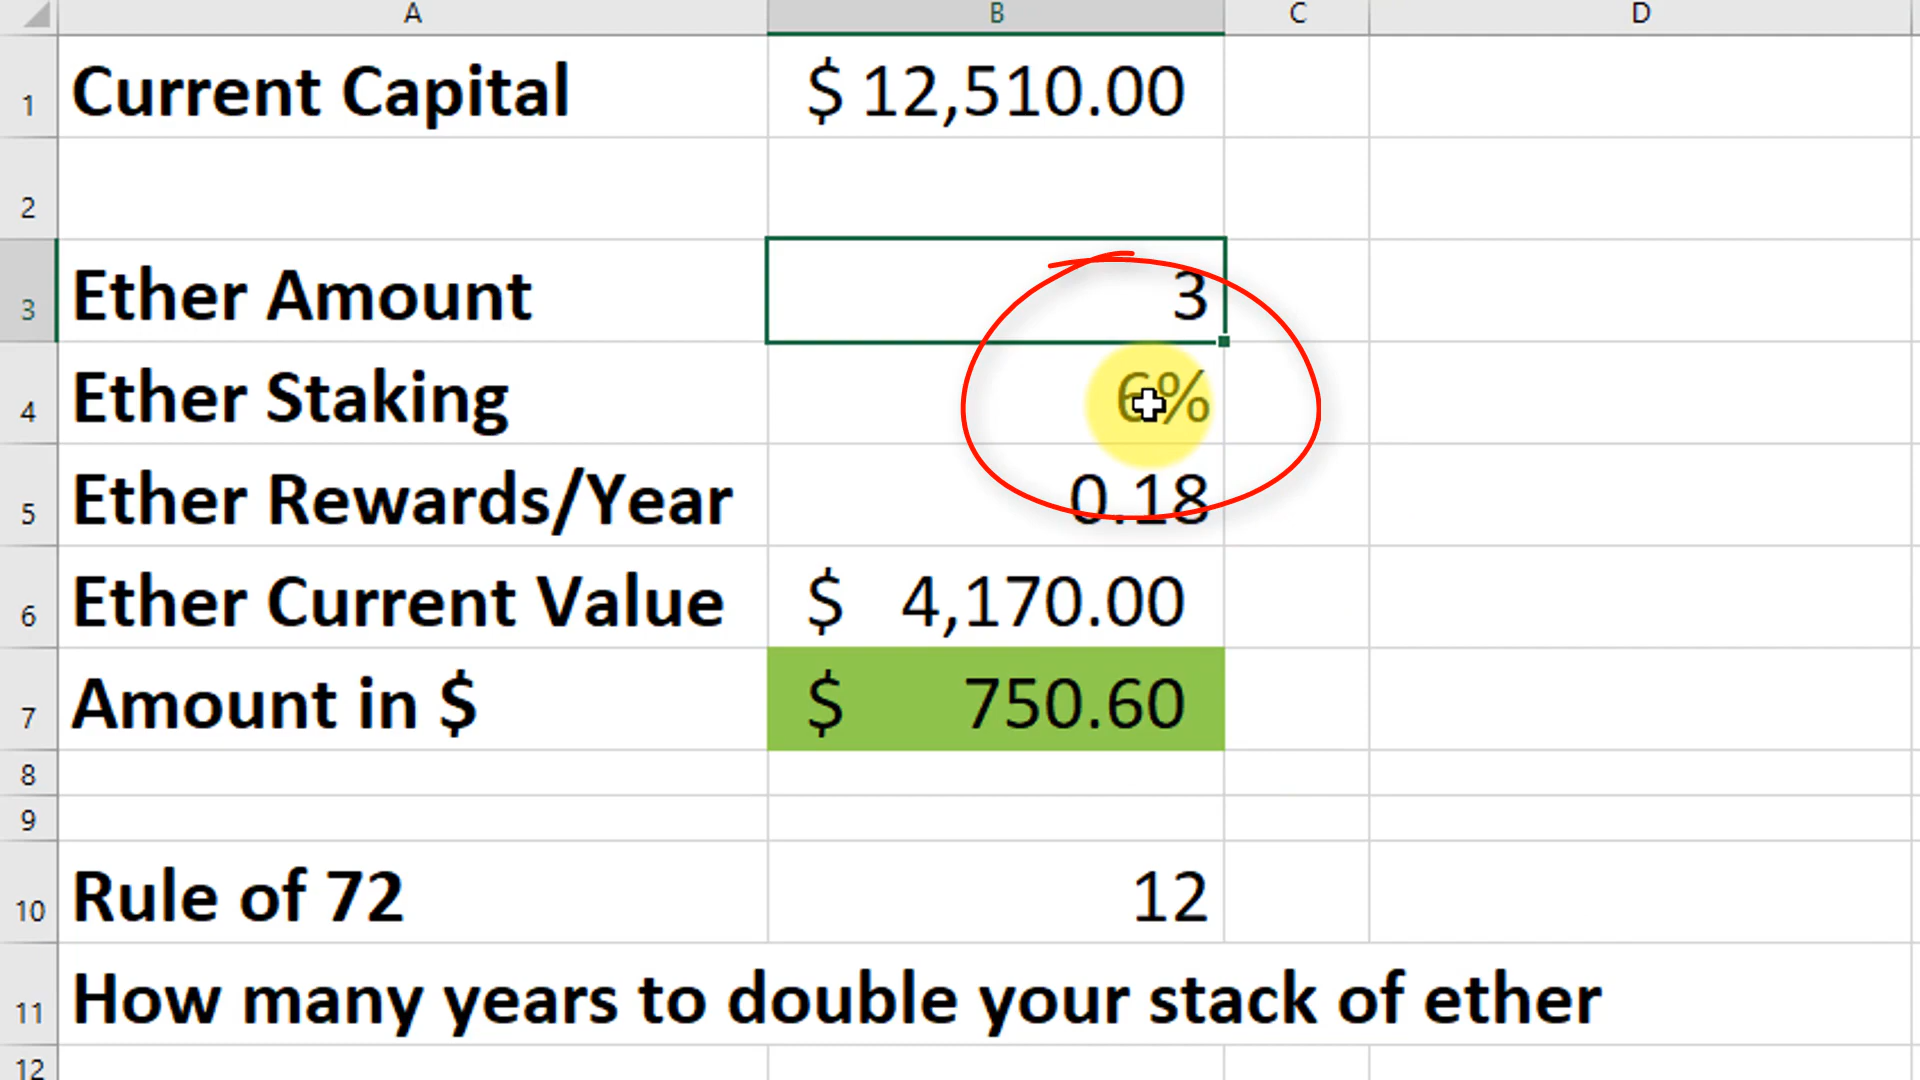 A B C D
1 Current Capital $ 12,510.00
2
3 Ether Amount 3
4 Ether Staking 6%
5 Ether Rewards/Year 0.18
6 Ether Current Value $ 4,170.00
7 Amount in $ $ 750.60
8
9
10 Rule of 72 12
11 How many years to double your stack of ether
12